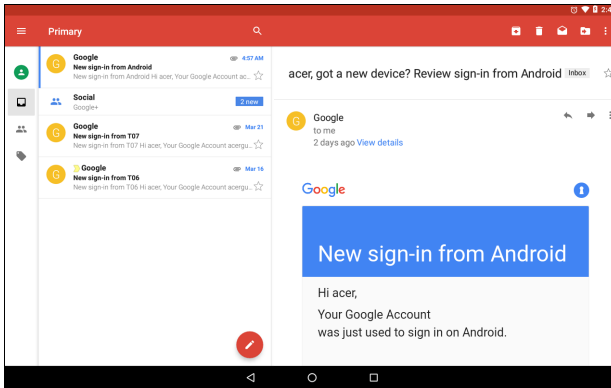 2:4
Primary
Google 4:57 AM
New sign-in from Android
New sign-in from Android Hi acer, Your Google Account ac..
Social 2 new
Google+
Google Mar 21
New sign-in from T07
New sign-in from T07 Hi acer, Your Google Account acergu..
Google Mar 16
New sign-in from T06
New sign-in from T06 Hi acer, Your Google Account acergu..
acer, got a new device? Review sign-in from Android Inbox
G
Google
to me
2 days ago View details
Google
New sign-in from Android
Hi acer,
Your Google Account
was just used to sign in on Android.